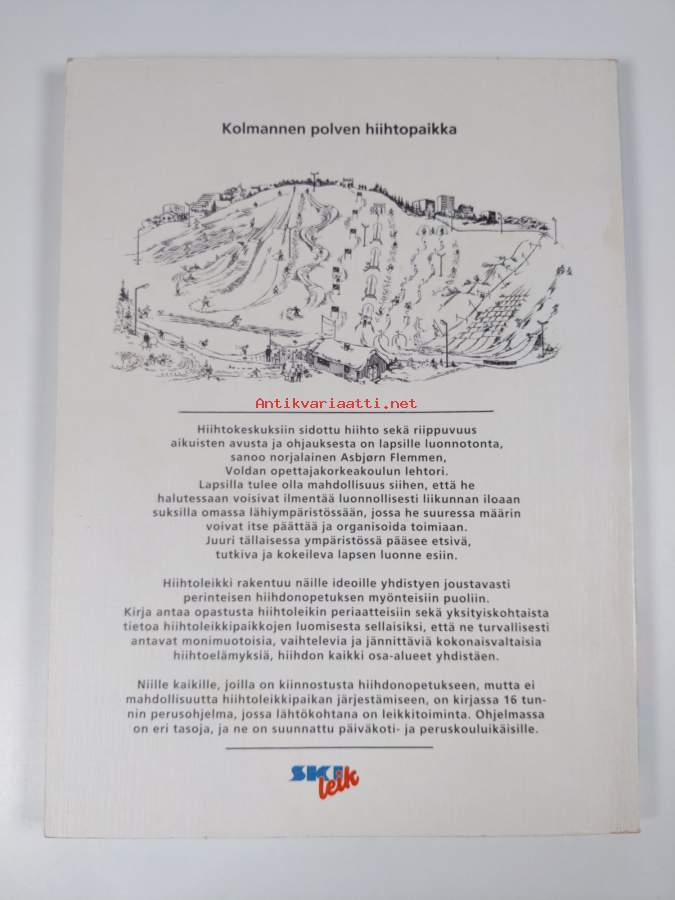 Kolmannen polven hiihtopaikka
Antikvariaatti.net
Hiihtokeskuksiin sidottu hiihto sekä riippuvuus
aikuisten avusta ja ohjauksesta on lapsille luonnotonta,
sanoo norjalainen Asbjørn Flemmen,
Voldan opettajakorkeakoulun lehtori.
Lapsilla tulee olla mahdollisuus siihen, että he
halutessaan voisivat ilmentää luonnollisesti liikunnan iloaan
suksilla omassa lähiympäristössään, jossa he suuressa määrin
voivat itse päättää ja organisoida toimiaan.
Juuri tällaisessa ympäristössä pääsee etsivä,
tutkiva ja kokeileva lapsen luonne esiin.
Hiihtoleikki rakentuu näille ideoille yhdistyen joustavasti
perinteisen hiihdonopetuksen myönteisiin puoliin.
Kirja antaa opastusta hiihtoleikin periaatteisiin sekä yksityiskohtaista
tietoa hiihtoleikkipaikkojen luomisesta sellaisiksi, että ne turvallisesti
antavat monimuotoisia, vaihtelevia ja jännittäviä kokonaisvaltaisia
hiihtoelämyksiä, hiihdon kaikki osa-alueet yhdistäen.
Niille kaikille, joilla on kiinnostusta hiihdonopetukseen, mutta ei
mahdollisuutta hiihtoleikkipaikan järjestämiseen, on kirjassa 16 tun-
nin perusohjelma, jossa lähtökohtana on leikkitoiminta. Ohjelmassa
on eri tasoja, ja ne on suunnattu päiväkoti- ja peruskouluikäisille.
SKI
leik